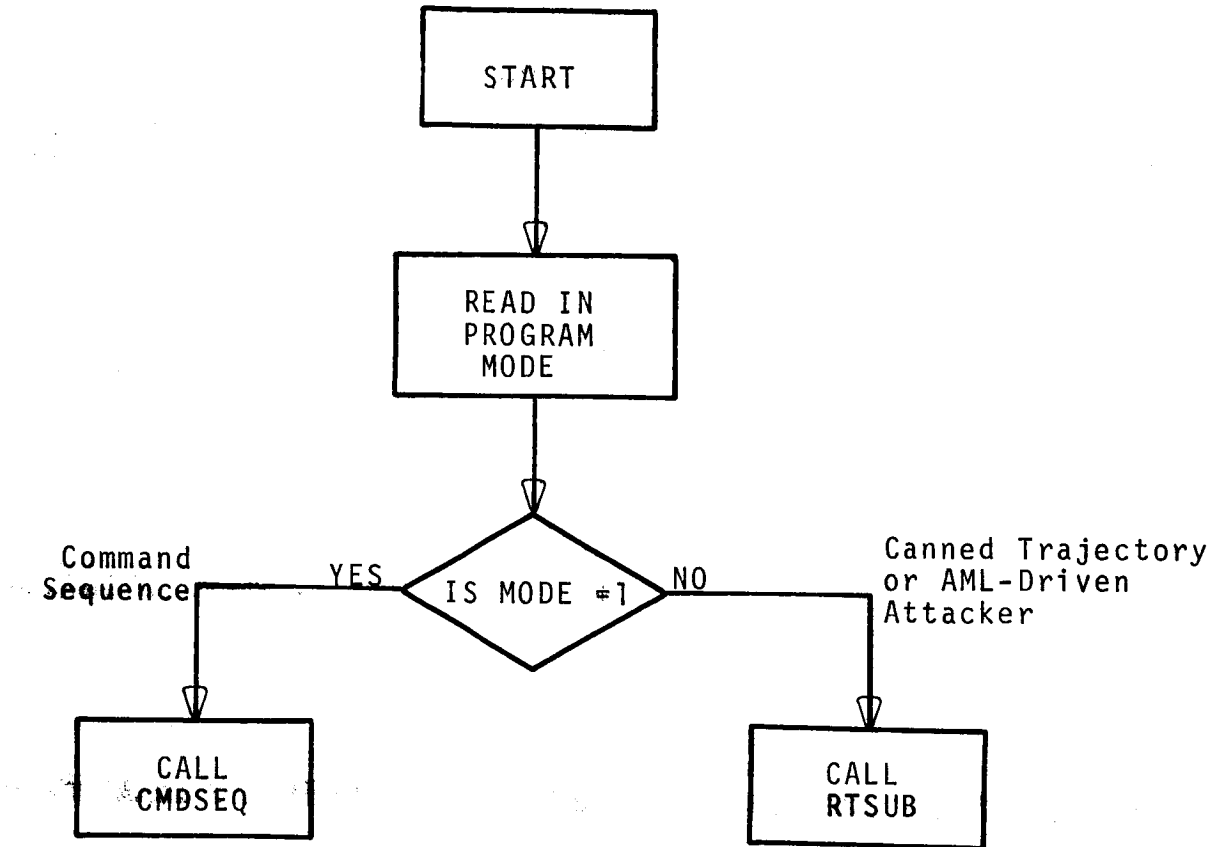 START
READ IN
PROGRAM
MODE
Command
Sequence
YES
IS MODE =1
NO
Canned Trajectory
or AML-Driven
Attacker
CALL
CMDSEQ
CALL
RTSUB